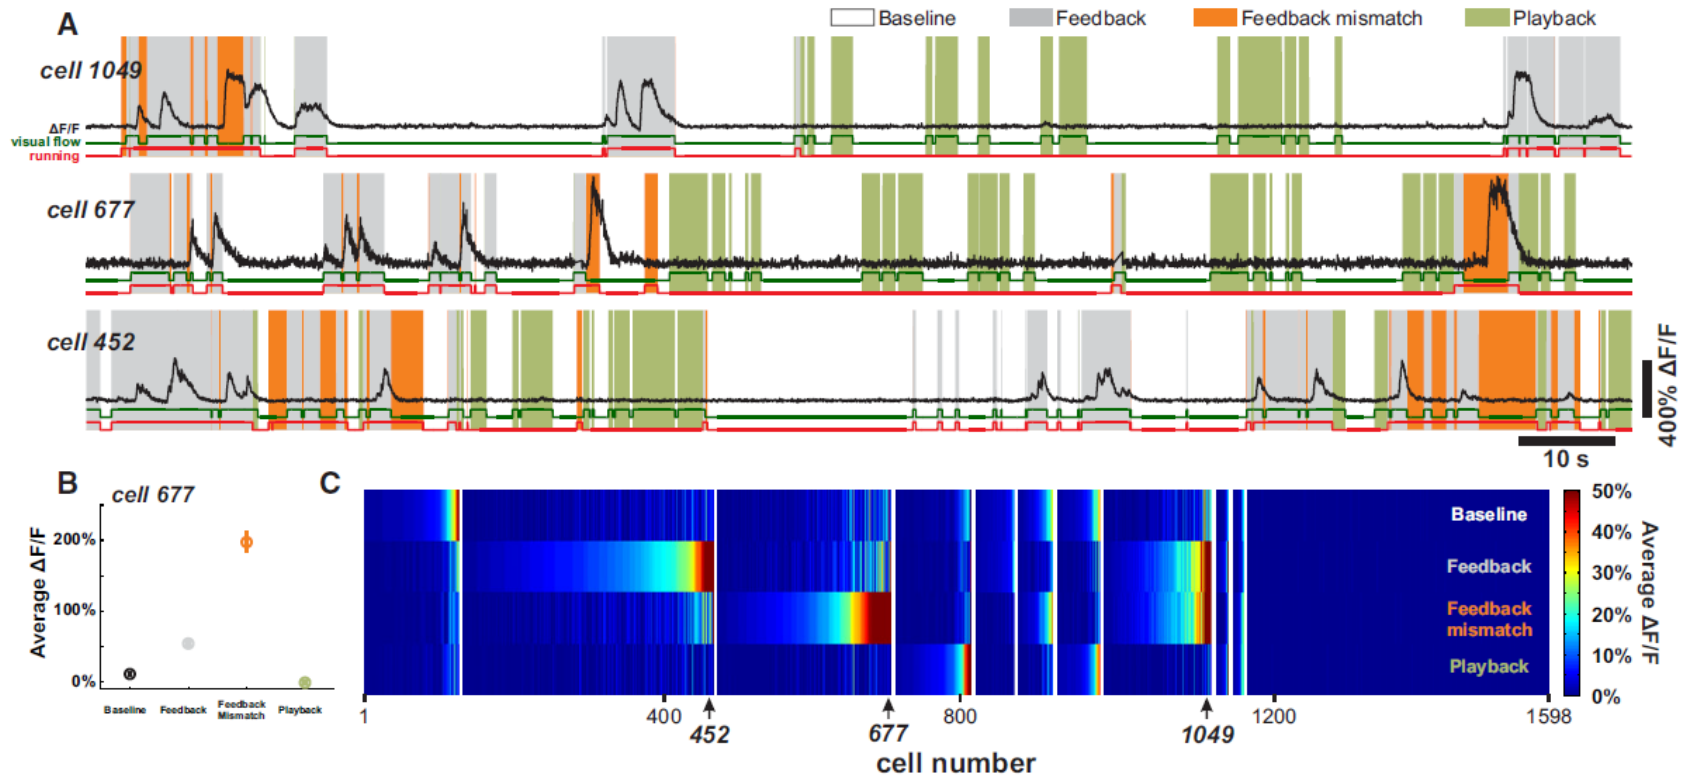 A
Baseline
Feedback
Feedback mismatch
Playback
cell 1049
ΔF/F
visual flow
running
cell 677
cell 452
400% ΔF/F
10 s
B
cell 677
Average ΔF/F
200%
100%
0%
Baseline
Feedback
Feedback
Mismatch
Playback
C
Baseline
Feedback
Feedback
mismatch
Playback
50%
40%
30%
20%
10%
0%
Average ΔF/F
1
400
800
1200
1598
452
677
1049
cell number